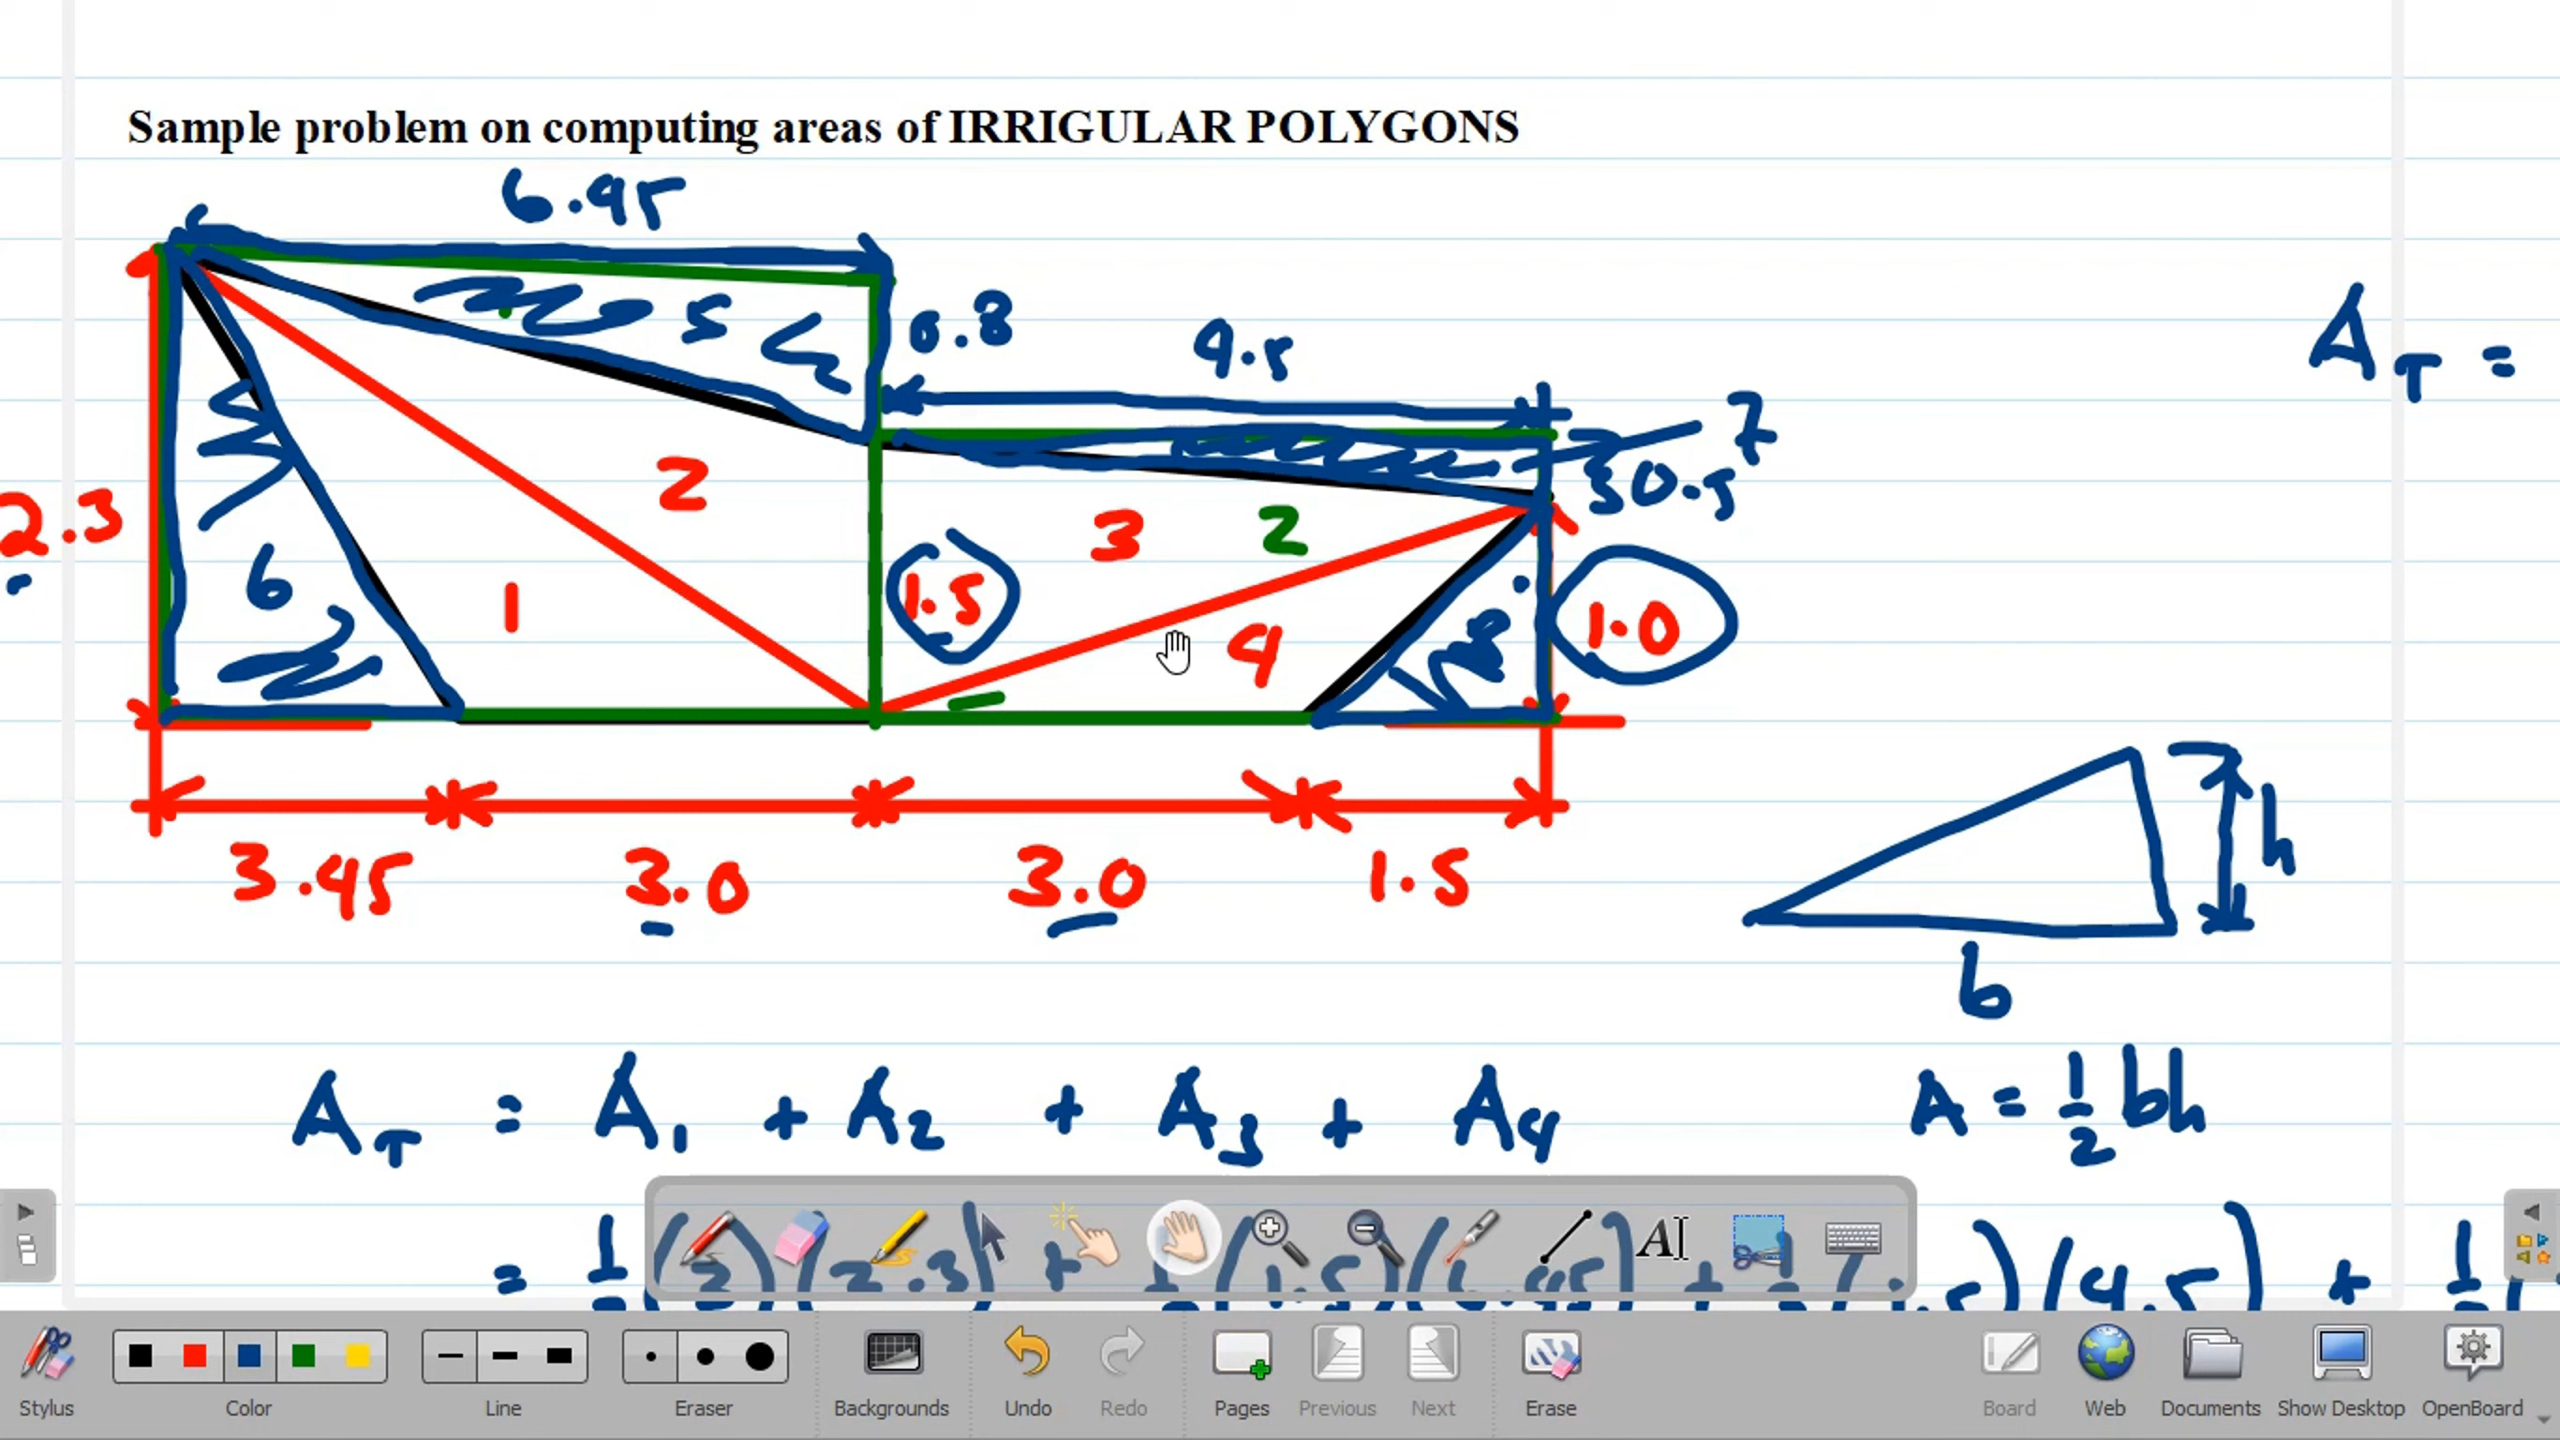 Sample problem on computing areas of IRRIGULAR POLYGONS
6.95
5
0.8
4.5
7
0.5
A_T =
2.3
2
3
2
6
1
1.5
4
8
1.0
3.45
3.0
3.0
1.5
h
b
A_T = A_1 + A_2 + A_3 + A_4
A = 1/2 bh
Stylus
Color
Line
Eraser
Backgrounds
Undo
Redo
Pages
Previous
Next
Erase
Board
Web
Documents
Show Desktop
OpenBoard